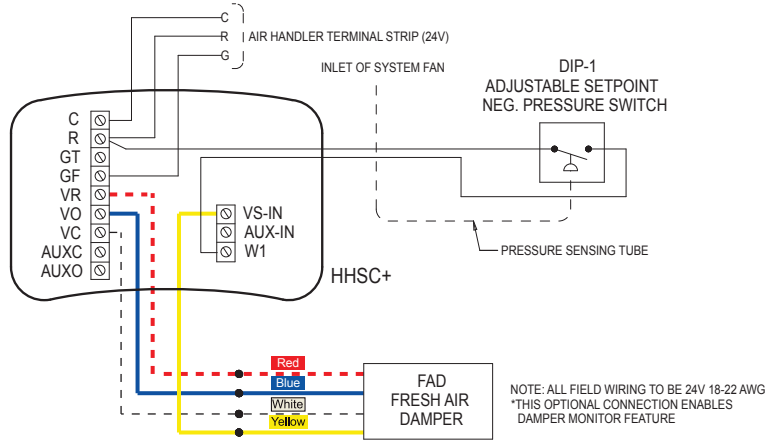 C
R
G
AIR HANDLER TERMINAL STRIP (24V)
INLET OF SYSTEM FAN
DIP-1
ADJUSTABLE SETPOINT
NEG. PRESSURE SWITCH
C
R
GT
GF
VR
VO
VC
AUXC
AUXO
VS-IN
AUX-IN
W1
HHSC+
PRESSURE SENSING TUBE
Red
Blue
White
Yellow
FAD
FRESH AIR
DAMPER
NOTE: ALL FIELD WIRING TO BE 24V 18-22 AWG
*THIS OPTIONAL CONNECTION ENABLES
DAMPER MONITOR FEATURE